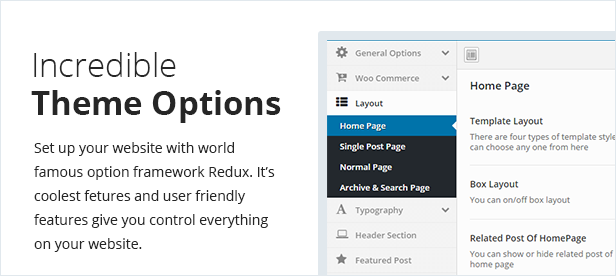 Incredible
Theme Options
Set up your website with world
famous option framework Redux. It's
coolest fetures and user friendly
features give you control everything
on your website.
General Options
Woo Commerce
Layout
Home Page
Single Post Page
Normal Page
Archive & Search Page
Typography
Header Section
Featured Post
Home Page
Template Layout
There are four types of template style
can choose any one from here
Box Layout
You can on/off box layout
Related Post Of HomePage
You can show or hide related post of
home page